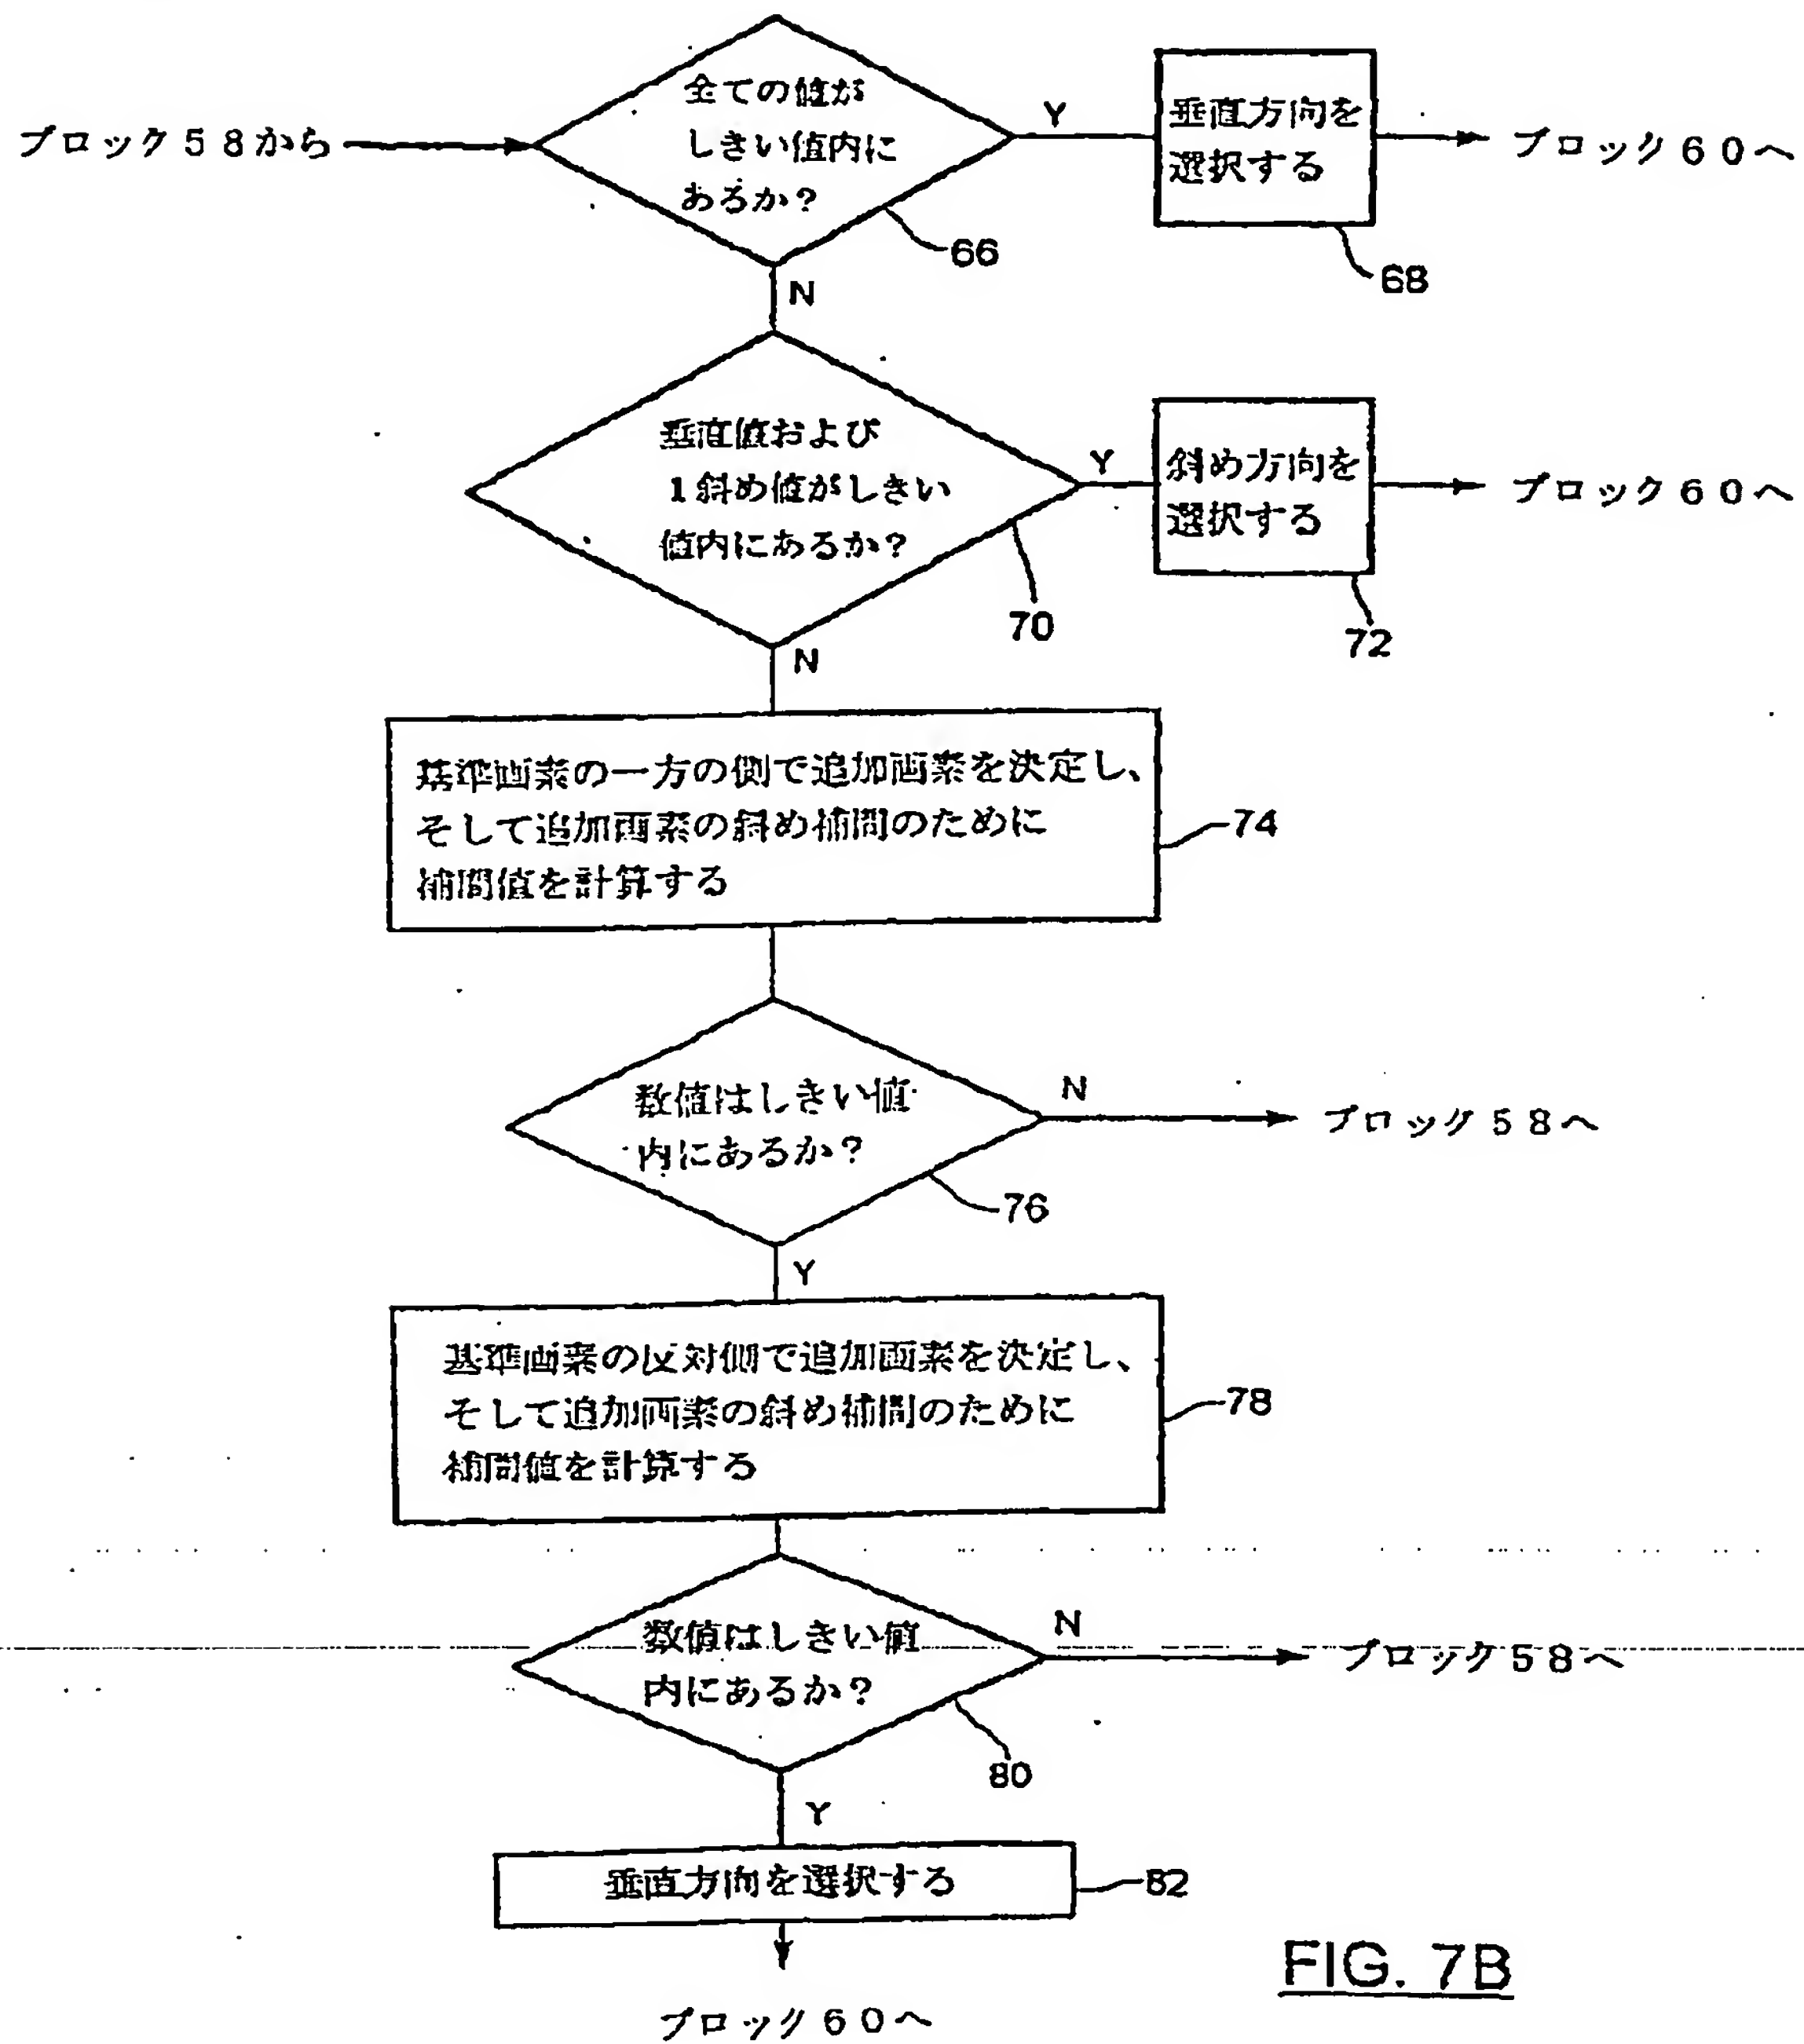 全ての値が
しきい値内に
あるか？
ブロック５８から
Y
垂直方向を
選択する
ブロック６０へ
66
68
N
垂直値および
１斜め値がしきい
値内にあるか？
Y
斜め方向を
選択する
ブロック６０へ
70
72
N
基準画素の一方の側で追加画素を決定し、
そして追加画素の斜め補間のために
補間値を計算する
74
数値はしきい値
内にあるか？
N
ブロック５８へ
76
Y
基準画素の反対側で追加画素を決定し、
そして追加画素の斜め補間のために
補間値を計算する
78
数値はしきい値
内にあるか？
N
ブロック５８へ
80
Y
垂直方向を選択する
82
ブロック６０へ
FIG. 7B